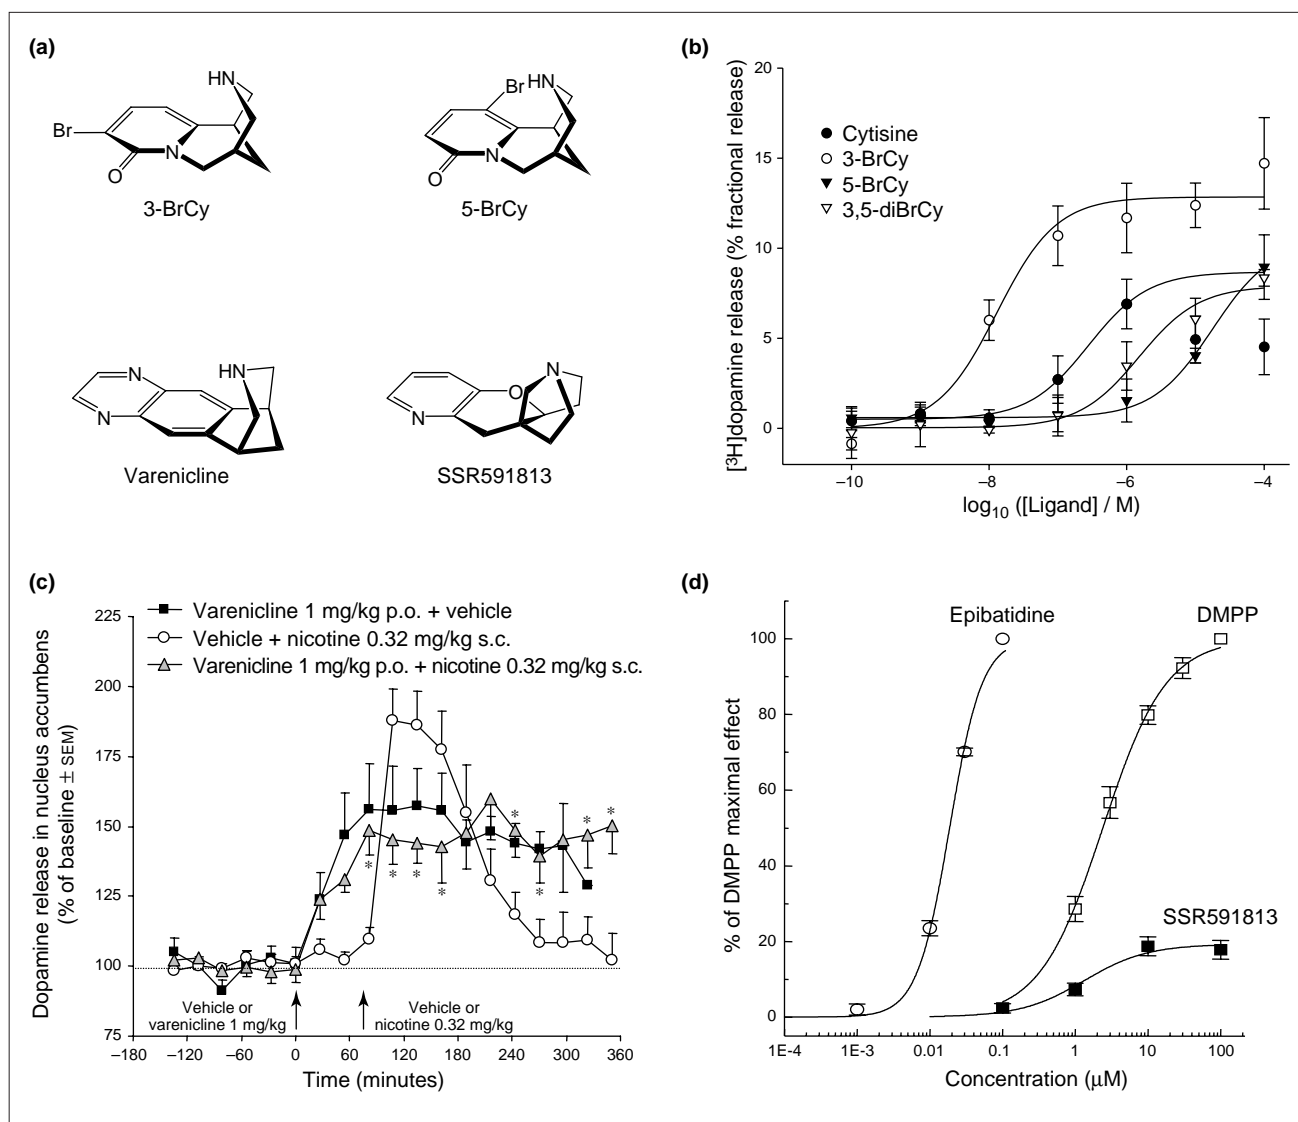 (a)
HN
Br
N
O
3-BrCy
Br
HN
N
O
5-BrCy
N
N
HN
Varenicline
N
O
N
SSR591813
(b)
[³H]dopamine release (% fractional release)
20
15
10
5
0
Cytisine
3-BrCy
5-BrCy
3,5-diBrCy
–10
–8
–6
–4
log₁₀ ([Ligand] / M)
(c)
Dopamine release in nucleus accumbens
(% of baseline ± SEM)
225
200
175
150
125
100
75
Varenicline 1 mg/kg p.o. + vehicle
Vehicle + nicotine 0.32 mg/kg s.c.
Varenicline 1 mg/kg p.o. + nicotine 0.32 mg/kg s.c.
* * * * * * * *
Vehicle or
varenicline 1 mg/kg
Vehicle or
nicotine 0.32 mg/kg
–180 –120 –60 0 60 120 180 240 300 360
Time (minutes)
(d)
% of DMPP maximal effect
100
80
60
40
20
0
Epibatidine
DMPP
SSR591813
1E-4 1E-3 0.01 0.1 1 10 100
Concentration (μM)